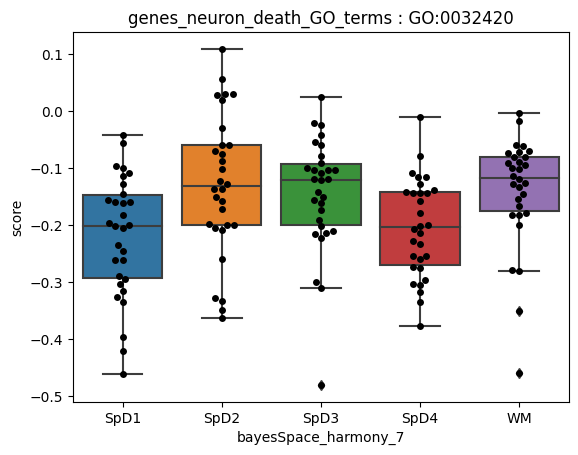 genes_neuron_death_GO_terms : GO:0032420
0.1
0.0
−0.1
−0.2
−0.3
−0.4
−0.5
score
SpD1 SpD2 SpD3 SpD4 WM
bayesSpace_harmony_7